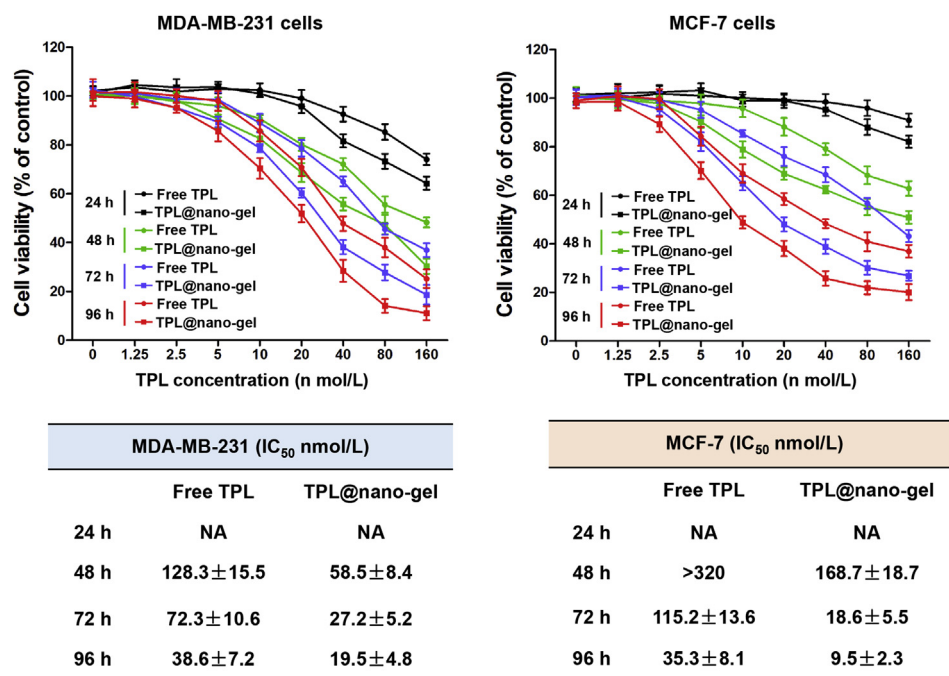 MDA-MB-231 cells
Cell viability (% of control)
120
100
80
60
40
20
0
24 h
Free TPL
TPL@nano-gel
48 h
Free TPL
TPL@nano-gel
72 h
Free TPL
TPL@nano-gel
96 h
Free TPL
TPL@nano-gel
0 1.25 2.5 5 10 20 40 80 160
TPL concentration (n mol/L)
MCF-7 cells
Cell viability (% of control)
120
100
80
60
40
20
0
24 h
Free TPL
TPL@nano-gel
48 h
Free TPL
TPL@nano-gel
72 h
Free TPL
TPL@nano-gel
96 h
Free TPL
TPL@nano-gel
0 1.25 2.5 5 10 20 40 80 160
TPL concentration (n mol/L)
MDA-MB-231 (IC50 nmol/L)
Free TPL TPL@nano-gel
24 h NA NA
48 h 128.3±15.5 58.5±8.4
72 h 72.3±10.6 27.2±5.2
96 h 38.6±7.2 19.5±4.8
MCF-7 (IC50 nmol/L)
Free TPL TPL@nano-gel
24 h NA NA
48 h >320 168.7±18.7
72 h 115.2±13.6 18.6±5.5
96 h 35.3±8.1 9.5±2.3